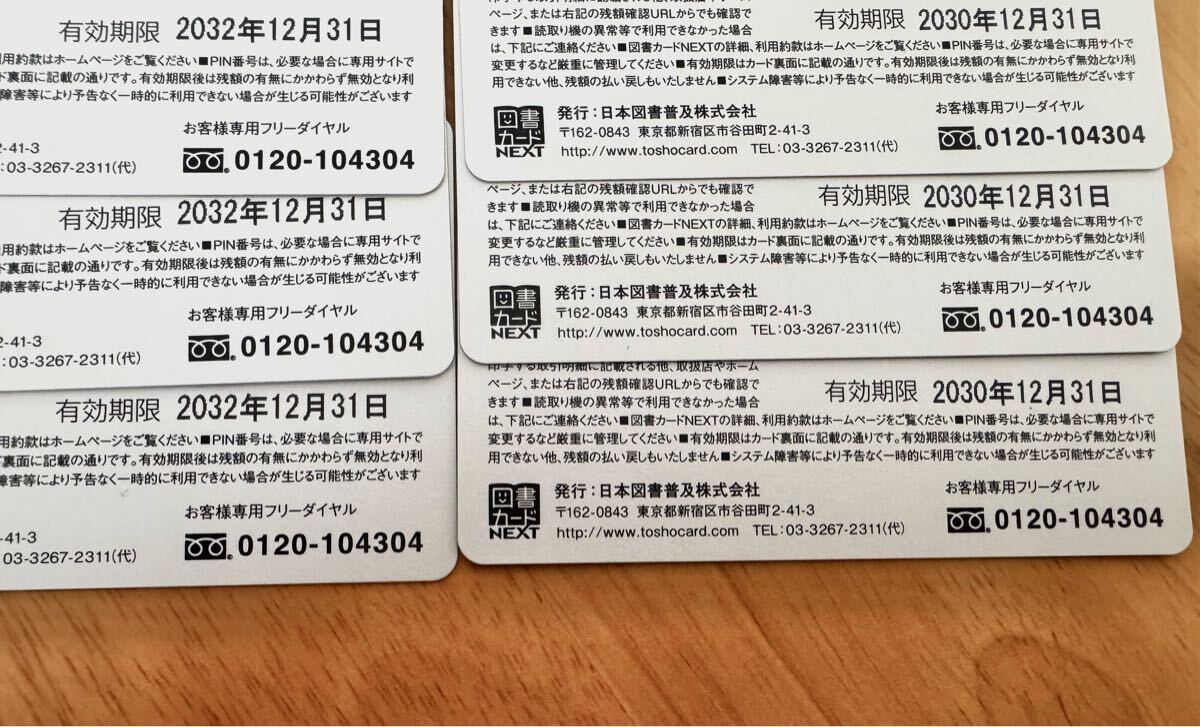 有効期限 2032年12月31日
利用約款はホームページをご覧ください■PIN番号は、必要な場合に専用サイトで
ド裏面に記載の通りです。有効期限後は残額の有無にかかわらず無効となり利
障害等により予告なく一時的に利用できない場合が生じる可能性がございます
お客様専用フリーダイヤル
2-41-3
:03-3267-2311(代)
0120-104304
有効期限 2032年12月31日
利用約款はホームページをご覧ください■PIN番号は、必要な場合に専用サイトで
ド裏面に記載の通りです。有効期限後は残額の有無にかかわらず無効となり利
障害等により予告なく一時的に利用できない場合が生じる可能性がございます
お客様専用フリーダイヤル
2-41-3
:03-3267-2311(代)
0120-104304
有効期限 2032年12月31日
用約款はホームページをご覧ください■PIN番号は、必要な場合に専用サイトで
裏面に記載の通りです。有効期限後は残額の有無にかかわらず無効となり利
障害等により予告なく一時的に利用できない場合が生じる可能性がございます
お客様専用フリーダイヤル
-41-3
:03-3267-2311(代)
0120-104304
ページ、または右記の残額確認URLからでも確認で
きます■読取り機の異常等で利用できなかった場合
有効期限 2030年12月31日
は、下記にご連絡ください■図書カードNEXTの詳細、利用約款はホームページをご覧ください■PIN番号は、必要な場合に専用サイトで
変更するなど厳重に管理してください■有効期限はカード裏面に記載の通りです。有効期限後は残額の有無にかかわらず無効となり利
用できない他、残額の払い戻しもいたしません■システム障害等により予告なく一時的に利用できない場合が生じる可能性がございます
図書カードNEXT
発行：日本図書普及株式会社
〒162-0843 東京都新宿区市谷田町2-41-3
http://www.toshocard.com TEL:03-3267-2311(代)
お客様専用フリーダイヤル
0120-104304
ページ、または右記の残額確認URLからでも確認で
きます■読取り機の異常等で利用できなかった場合
有効期限 2030年12月31日
は、下記にご連絡ください■図書カードNEXTの詳細、利用約款はホームページをご覧ください■PIN番号は、必要な場合に専用サイトで
変更するなど厳重に管理してください■有効期限はカード裏面に記載の通りです。有効期限後は残額の有無にかかわらず無効となり利
用できない他、残額の払い戻しもいたしません■システム障害等により予告なく一時的に利用できない場合が生じる可能性がございます
図書カードNEXT
発行：日本図書普及株式会社
〒162-0843 東京都新宿区市谷田町2-41-3
http://www.toshocard.com TEL:03-3267-2311(代)
お客様専用フリーダイヤル
0120-104304
印字する取引明細に記載される他、取扱店やホーム
ページ、または右記の残額確認URLからでも確認で
きます■読取り機の異常等で利用できなかった場合
有効期限 2030年12月31日
は、下記にご連絡ください■図書カードNEXTの詳細、利用約款はホームページをご覧ください■PIN番号は、必要な場合に専用サイトで
変更するなど厳重に管理してください■有効期限はカード裏面に記載の通りです。有効期限後は残額の有無にかかわらず無効となり利
用できない他、残額の払い戻しもいたしません■システム障害等により予告なく一時的に利用できない場合が生じる可能性がございます
図書カードNEXT
発行：日本図書普及株式会社
〒162-0843 東京都新宿区市谷田町2-41-3
http://www.toshocard.com TEL:03-3267-2311(代)
お客様専用フリーダイヤル
0120-104304